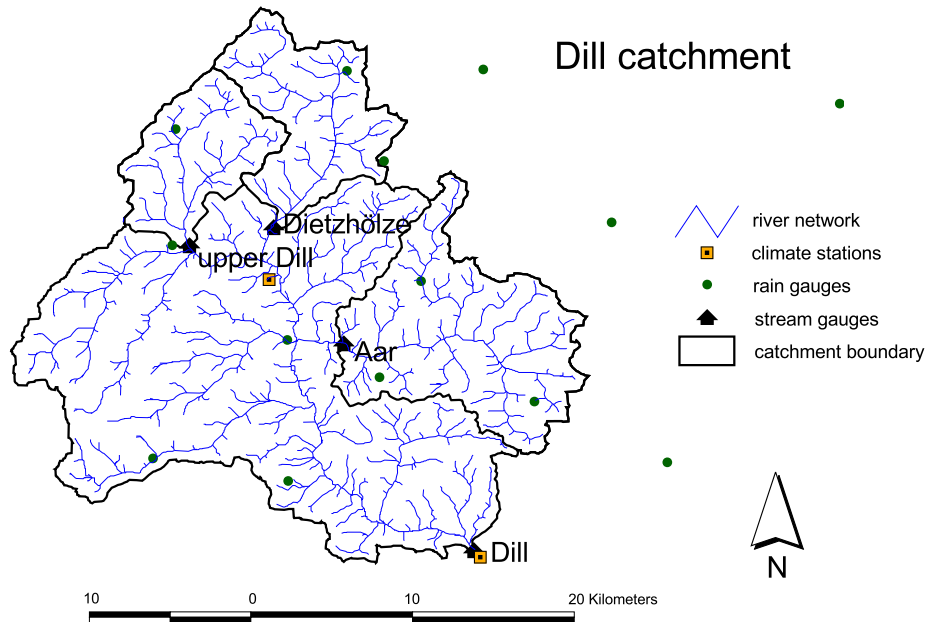 Dill catchment
Dietzhölze
upper Dill
Aar
Dill
river network
climate stations
rain gauges
stream gauges
catchment boundary
N
10 0 10 20 Kilometers